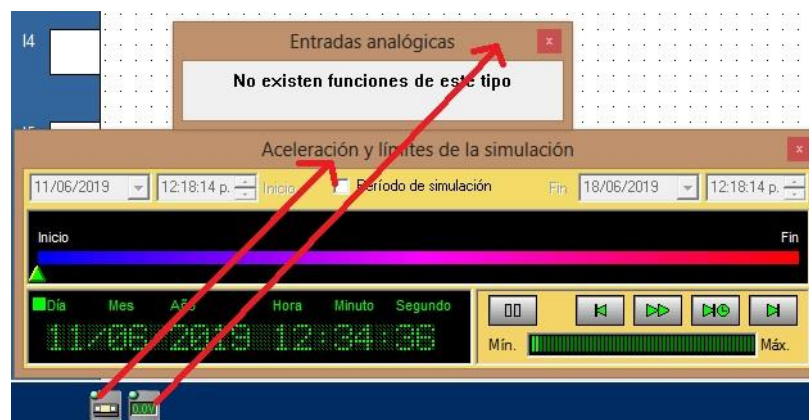 I4
Entradas analógicas
x
No existen funciones de este tipo
Aceleración y límites de la simulación
x
11/06/2019 12:18:14 p. Inicio Período de simulación Fin 18/06/2019 12:18:14 p.
Inicio Fin
Día Mes Año Hora Minuto Segundo
11/06/2019 12:34:36
Mín. Máx.
0.0V